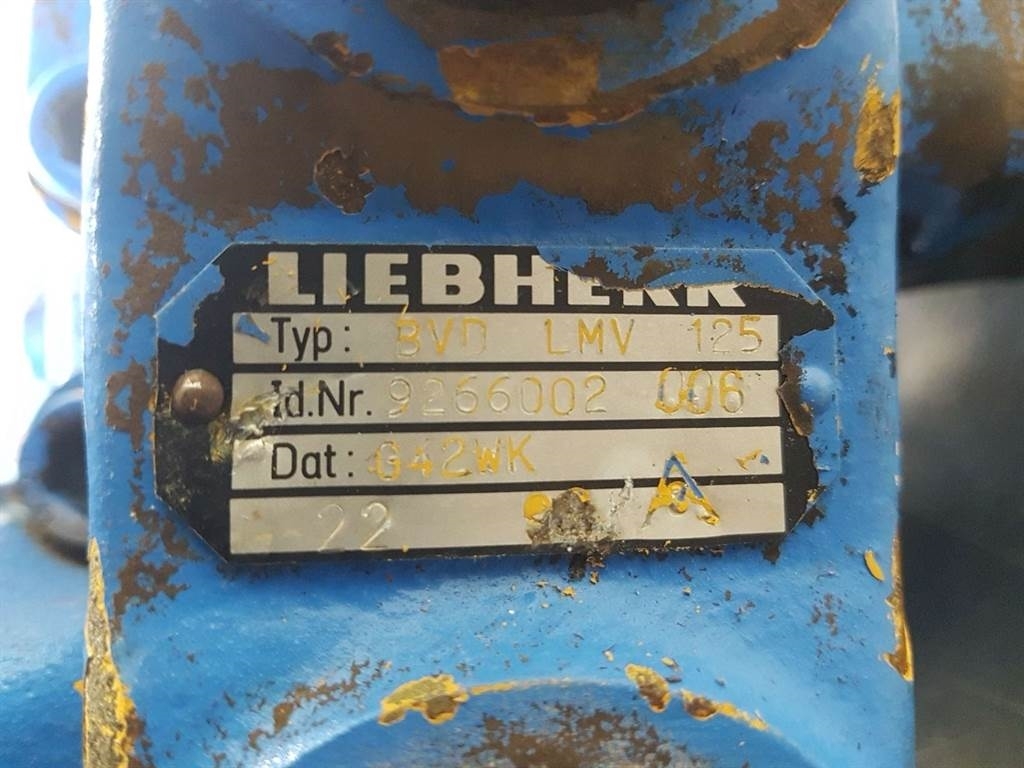 LIEBHERR
Typ: BVD LMV 125
Id.Nr. 9266002 006
Dat: G42WK
22 A